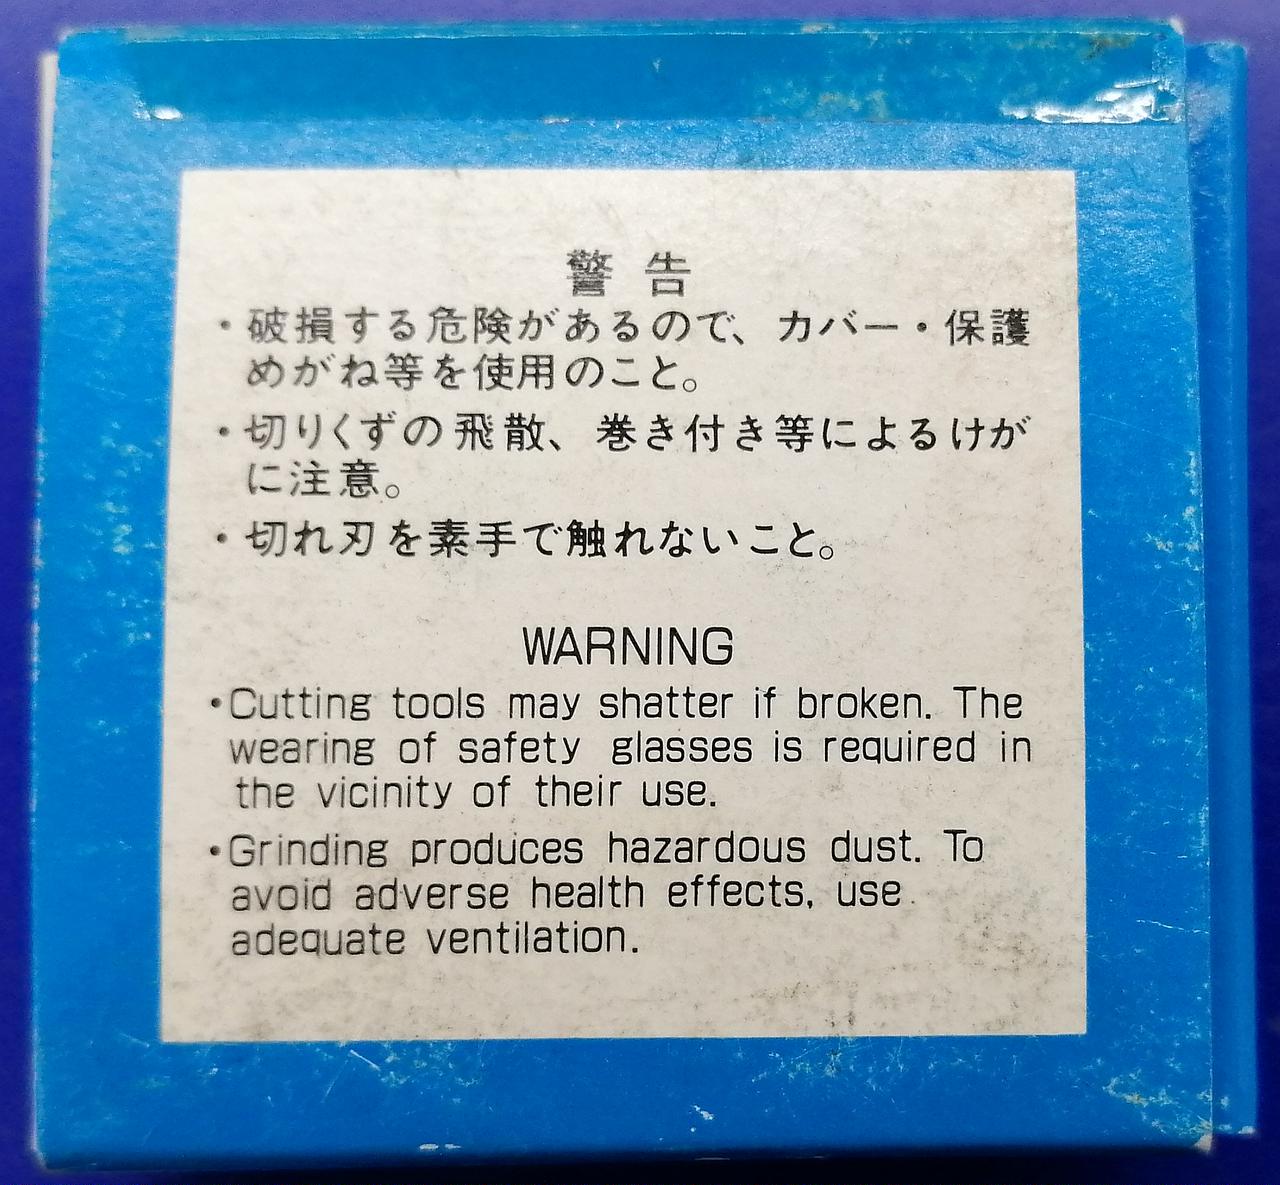 警告
・破損する危険があるので、カバー・保護
めがね等を使用のこと。
・切りくずの飛散、巻き付き等によるけが
に注意。
・切れ刃を素手で触れないこと。
WARNING
・Cutting tools may shatter if broken. The
wearing of safety glasses is required in
the vicinity of their use.
・Grinding produces hazardous dust. To
avoid adverse health effects, use
adequate ventilation.